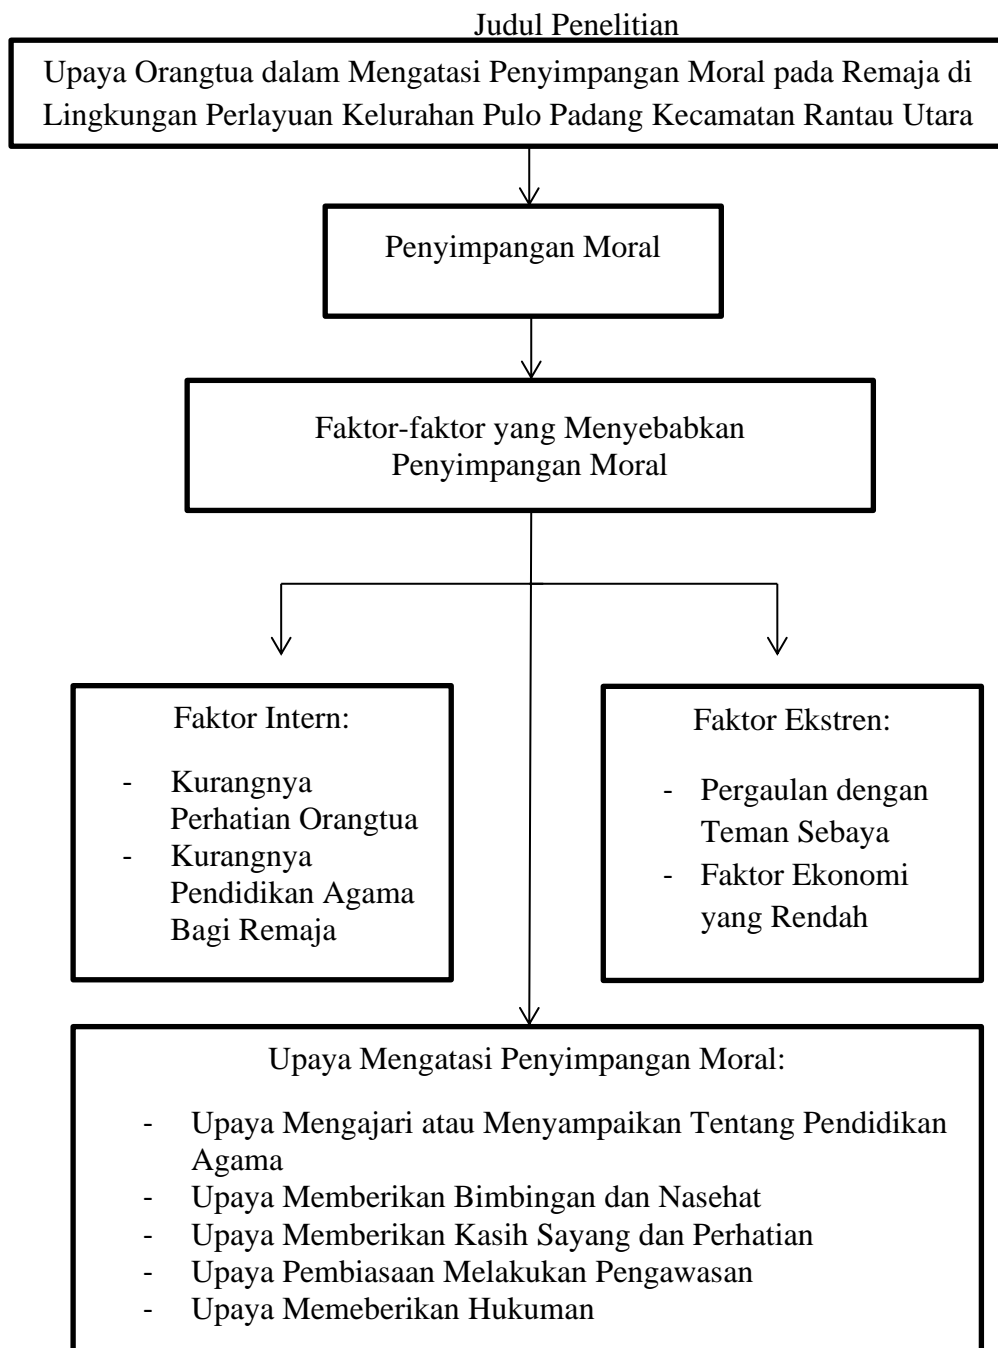 Judul Penelitian
Upaya Orangtua dalam Mengatasi Penyimpangan Moral pada Remaja di
Lingkungan Perlayuan Kelurahan Pulo Padang Kecamatan Rantau Utara
Penyimpangan Moral
Faktor-faktor yang Menyebabkan
Penyimpangan Moral
Faktor Intern:
- Kurangnya
Perhatian Orangtua
- Kurangnya
Pendidikan Agama
Bagi Remaja
Faktor Ekstren:
- Pergaulan dengan
Teman Sebaya
- Faktor Ekonomi
yang Rendah
Upaya Mengatasi Penyimpangan Moral:
- Upaya Mengajari atau Menyampaikan Tentang Pendidikan
Agama
- Upaya Memberikan Bimbingan dan Nasehat
- Upaya Memberikan Kasih Sayang dan Perhatian
- Upaya Pembiasaan Melakukan Pengawasan
- Upaya Memeberikan Hukuman